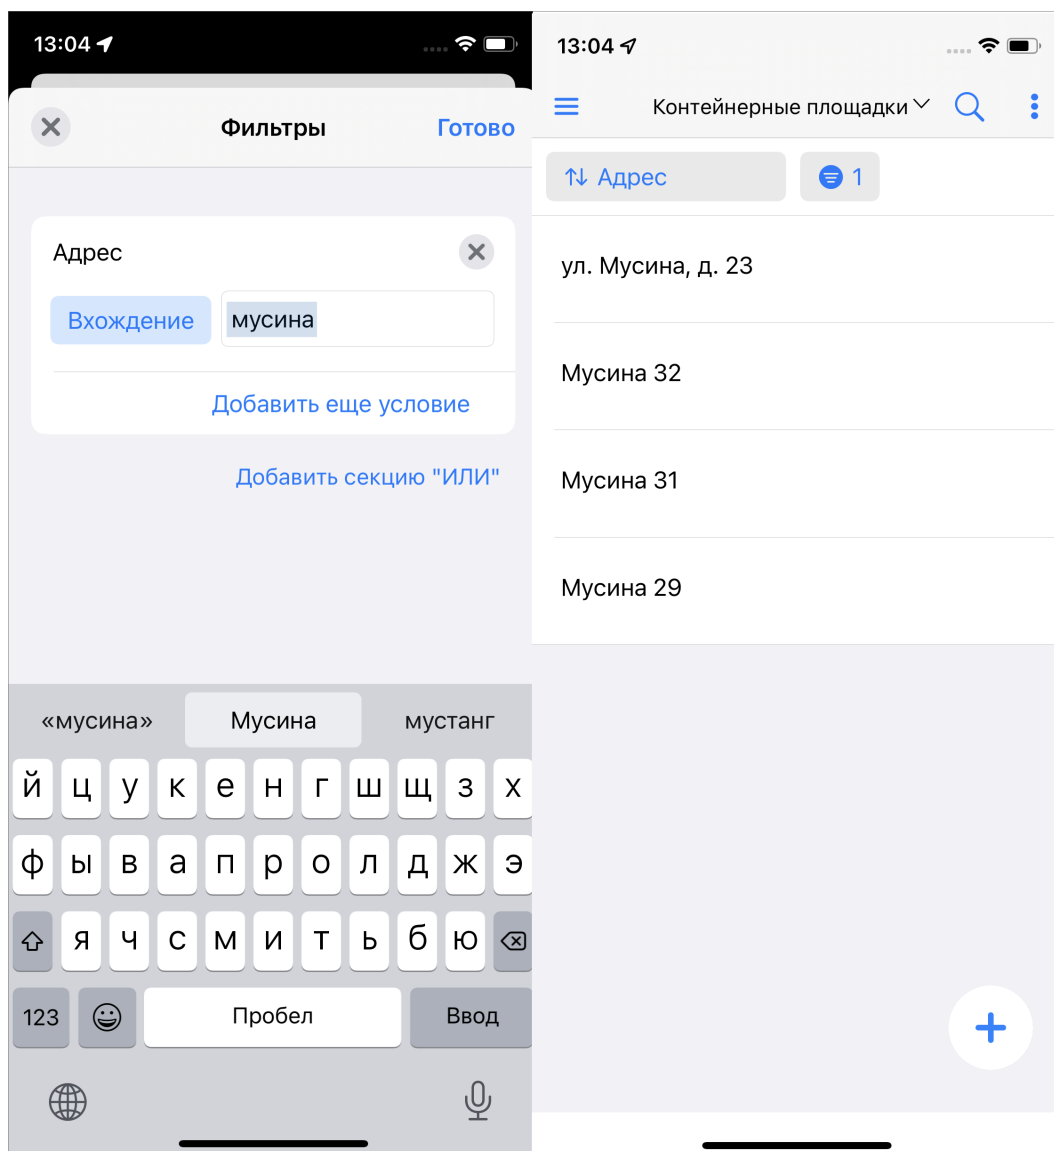 13:04
Фильтры
Готово
Адрес
Вхождение
мусина
Добавить еще условие
Добавить секцию "ИЛИ"
«мусина» Мусина мустанг
й ц у к е н г ш щ з х
ф ы в а п р о л д ж э
я ч с м и т ь б ю
123 Пробел Ввод
13:04
Контейнерные площадки
Адрес 1
ул. Мусина, д. 23
Мусина 32
Мусина 31
Мусина 29